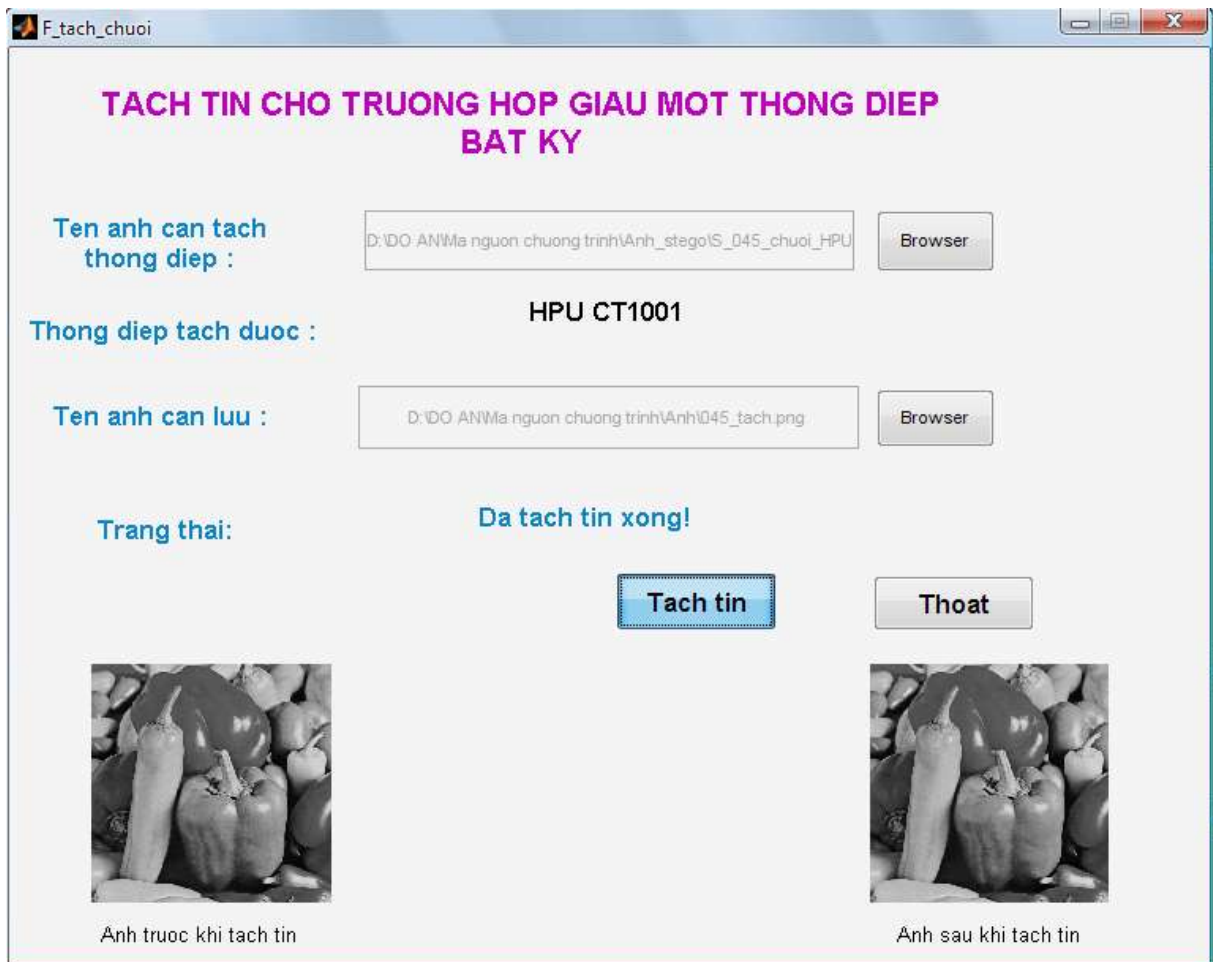 F_tach_chuoi
TACH TIN CHO TRUONG HOP GIAU MOT THONG DIEP
BAT KY
Ten anh can tach
thong diep :
D:\DO AN\Ma nguon chuong trinh\Anh_stego\S_045_chuoi_HPU
Browser
HPU CT1001
Thong diep tach duoc :
Ten anh can luu :
D:\DO AN\Ma nguon chuong trinh\Anh\045_tach.png
Browser
Trang thai:
Da tach tin xong!
Tach tin
Thoat
Anh truoc khi tach tin
Anh sau khi tach tin